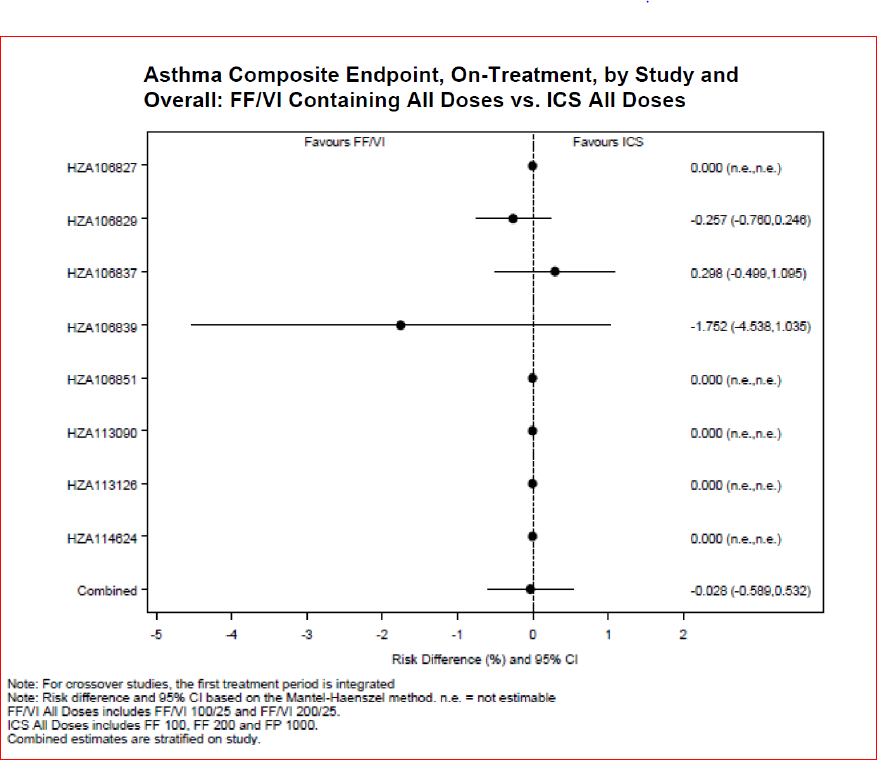 Asthma Composite Endpoint, On-Treatment, by Study and
Overall: FF/VI Containing All Doses vs. ICS All Doses
Favours FF/VI Favours ICS
HZA106827 0.000 (n.e.,n.e.)
HZA106829 -0.257 (-0.760,0.246)
HZA106837 0.298 (-0.499,1.095)
HZA106839 -1.752 (-4.538,1.035)
HZA106851 0.000 (n.e.,n.e.)
HZA113090 0.000 (n.e.,n.e.)
HZA113126 0.000 (n.e.,n.e.)
HZA114624 0.000 (n.e.,n.e.)
Combined -0.028 (-0.589,0.532)
-5 -4 -3 -2 -1 0 1 2
Risk Difference (%) and 95% CI
Note: For crossover studies, the first treatment period is integrated
Note: Risk difference and 95% CI based on the Mantel-Haenszel method. n.e. = not estimable
FF/VI All Doses includes FF/VI 100/25 and FF/VI 200/25.
ICS All Doses includes FF 100, FF 200 and FP 1000.
Combined estimates are stratified on study.